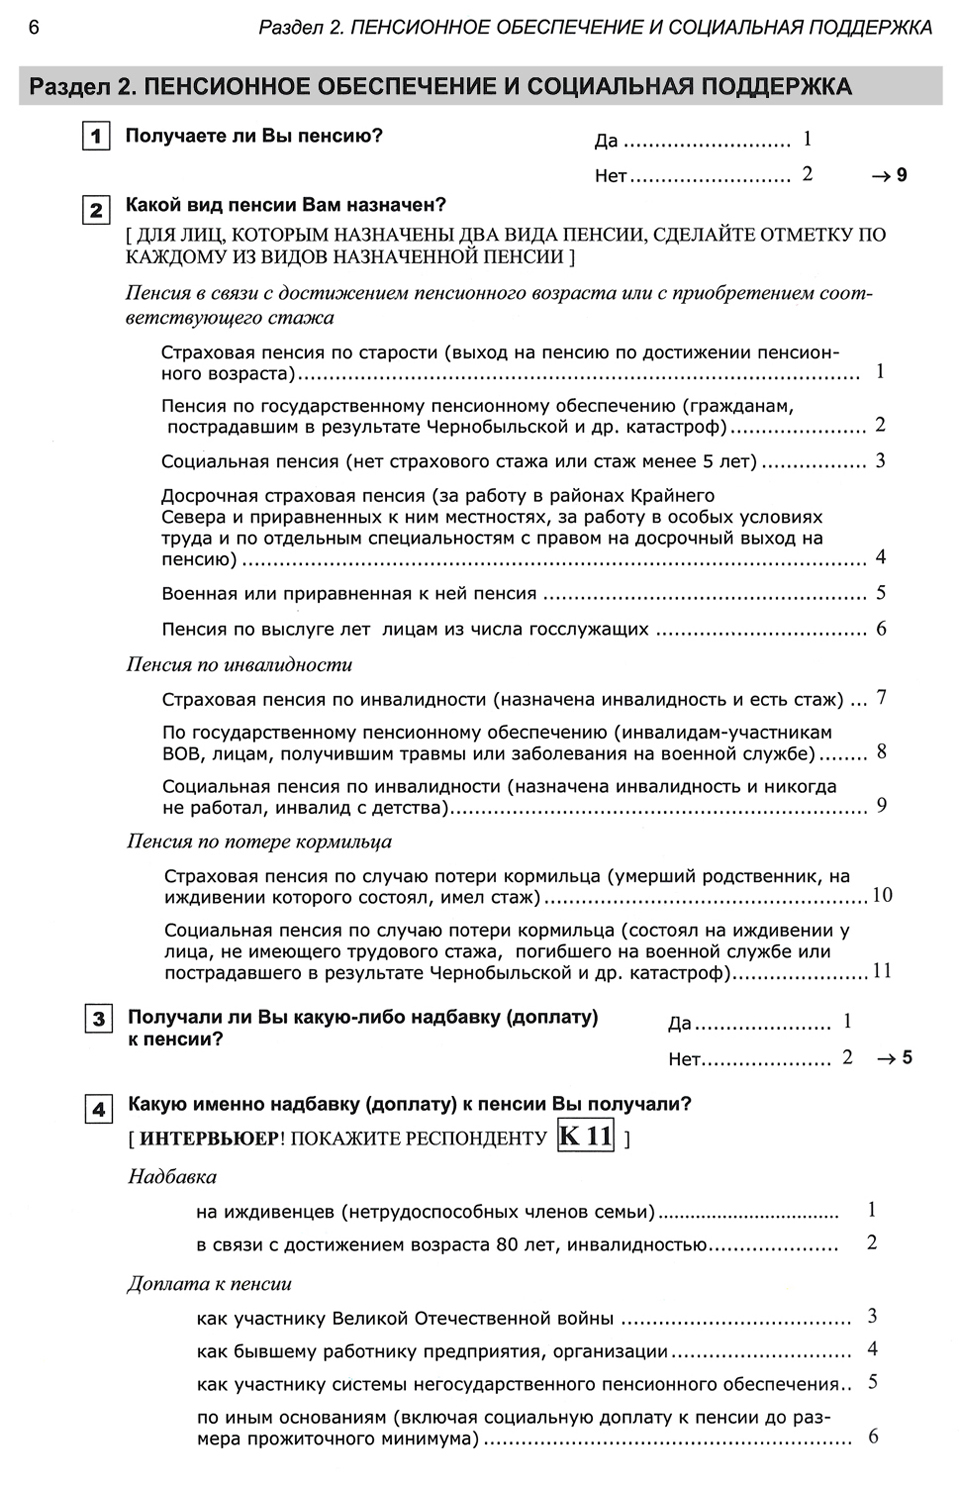 6 Раздел 2. ПЕНСИОННОЕ ОБЕСПЕЧЕНИЕ И СОЦИАЛЬНАЯ ПОДДЕРЖКА
Раздел 2. ПЕНСИОННОЕ ОБЕСПЕЧЕНИЕ И СОЦИАЛЬНАЯ ПОДДЕРЖКА
1 Получаете ли Вы пенсию? Да ........................... 1
Нет.......................... 2 → 9
2 Какой вид пенсии Вам назначен?
[ ДЛЯ ЛИЦ, КОТОРЫМ НАЗНАЧЕНЫ ДВА ВИДА ПЕНСИИ, СДЕЛАЙТЕ ОТМЕТКУ ПО
КАЖДОМУ ИЗ ВИДОВ НАЗНАЧЕННОЙ ПЕНСИИ ]
Пенсия в связи с достижением пенсионного возраста или с приобретением соот-
ветствующего стажа
Страховая пенсия по старости (выход на пенсию по достижении пенсион-
ного возраста)........................................................................................... 1
Пенсия по государственному пенсионному обеспечению (гражданам,
пострадавшим в результате Чернобыльской и др. катастроф)...................... 2
Социальная пенсия (нет страхового стажа или стаж менее 5 лет)................. 3
Досрочная страховая пенсия (за работу в районах Крайнего
Севера и приравненных к ним местностях, за работу в особых условиях
труда и по отдельным специальностям с правом на досрочный выход на
пенсию) .................................................................................................... 4
Военная или приравненная к ней пенсия .................................................... 5
Пенсия по выслуге лет лицам из числа госслужащих .................................. 6
Пенсия по инвалидности
Страховая пенсия по инвалидности (назначена инвалидность и есть стаж) ... 7
По государственному пенсионному обеспечению (инвалидам-участникам
ВОВ, лицам, получившим травмы или заболевания на военной службе)........ 8
Социальная пенсия по инвалидности (назначена инвалидность и никогда
не работал, инвалид с детства)................................................................... 9
Пенсия по потере кормильца
Страховая пенсия по случаю потери кормильца (умерший родственник, на
иждивении которого состоял, имел стаж).................................................... 10
Социальная пенсия по случаю потери кормильца (состоял на иждивении у
лица, не имеющего трудового стажа, погибшего на военной службе или
пострадавшего в результате Чернобыльской и др. катастроф)...................... 11
3 Получали ли Вы какую-либо надбавку (доплату) Да...................... 1
к пенсии?
Нет..................... 2 → 5
4 Какую именно надбавку (доплату) к пенсии Вы получали?
[ ИНТЕРВЬЮЕР! ПОКАЖИТЕ РЕСПОНДЕНТУ К 11 ]
Надбавка
на иждивенцев (нетрудоспособных членов семьи)............................... 1
в связи с достижением возраста 80 лет, инвалидностью..................... 2
Доплата к пенсии
как участнику Великой Отечественной войны ..................................... 3
как бывшему работнику предприятия, организации............................. 4
как участнику системы негосударственного пенсионного обеспечения.. 5
по иным основаниям (включая социальную доплату к пенсии до раз-
мера прожиточного минимума)........................................................... 6